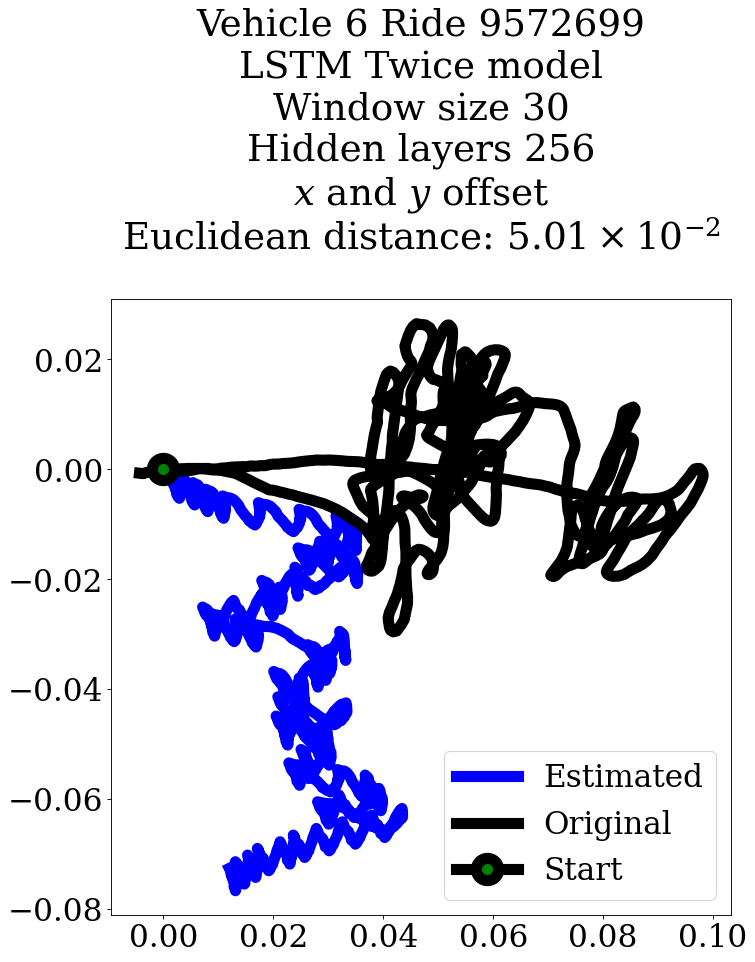 Vehicle 6 Ride 9572699
LSTM Twice model
Window size 30
Hidden layers 256
x and y offset
Euclidean distance: 5.01 × 10⁻²
0.02
0.00
−0.02
−0.04
−0.06
−0.08
Estimated
Original
Start
0.00 0.02 0.04 0.06 0.08 0.10